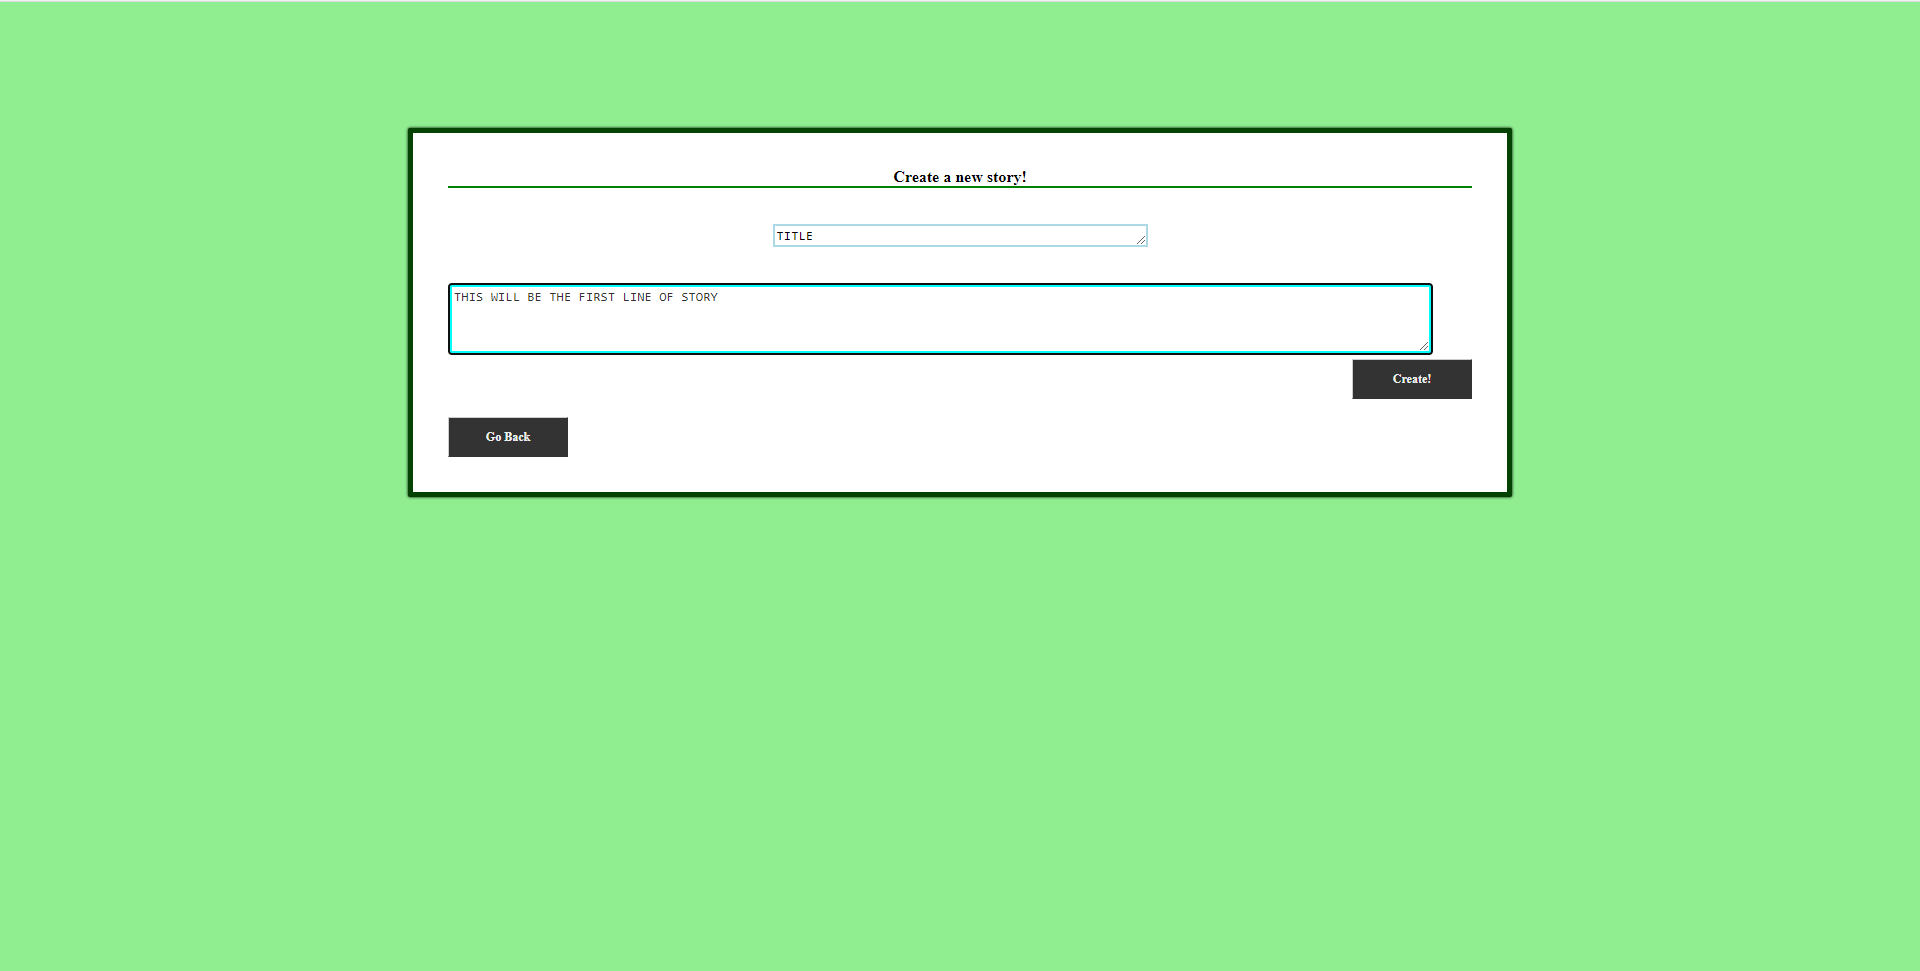 Create a new story!
TITLE
THIS WILL BE THE FIRST LINE OF STORY
Create!
Go Back